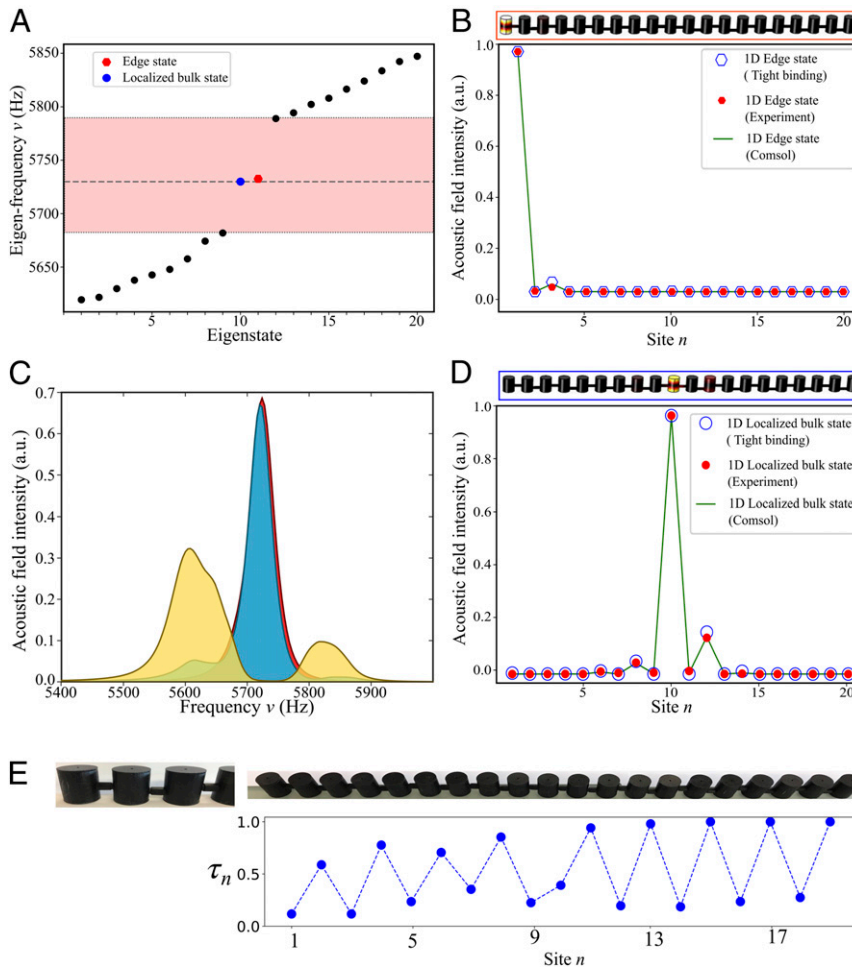 A
5850
5800
5750
5700
5650
Eigen-frequency ν (Hz)
Edge state
Localized bulk state
5
10
15
20
Eigenstate
B
1.0
0.8
0.6
0.4
0.2
0.0
Acoustic field intensity (a.u.)
1D Edge state
( Tight binding)
1D Edge state
(Experiment)
1D Edge state
(Comsol)
5
10
15
20
Site n
C
0.7
0.6
0.5
0.4
0.3
0.2
0.1
0.0
Acoustic field intensity (a.u.)
5400
5500
5600
5700
5800
5900
Frequency ν (Hz)
D
1.0
0.8
0.6
0.4
0.2
0.0
Acoustic field intensity (a.u.)
1D Localized bulk state
( Tight binding)
1D Localized bulk state
(Experiment)
1D Localized bulk state
(Comsol)
5
10
15
20
Site n
E
1.0
0.5
0.0
τn
1
5
9
13
17
Site n